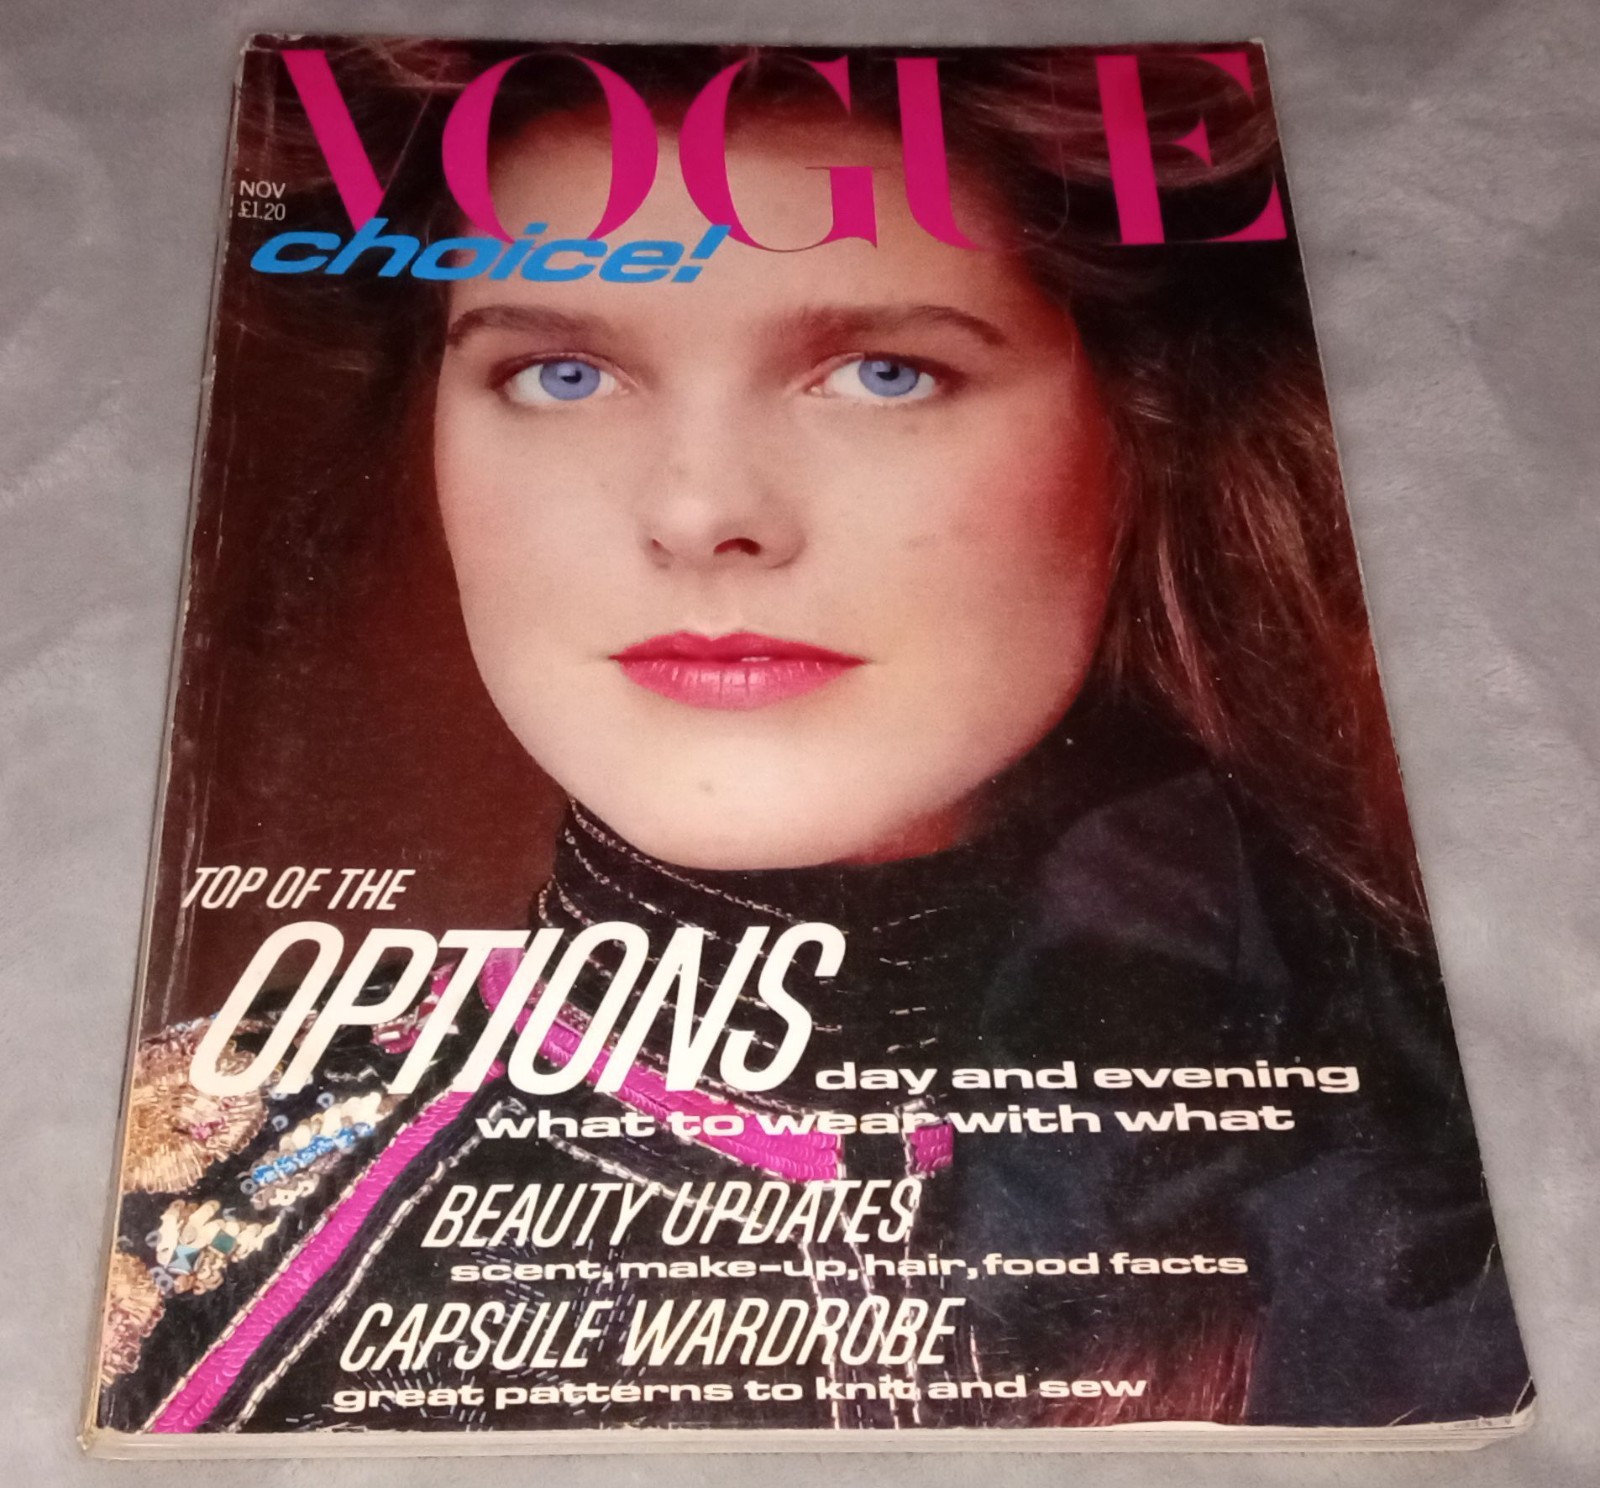 VOGUE
NOV
£1.20
choice!
TOP OF THE
OPTIONS day and evening
what to wear with what
BEAUTY UPDATES
scent, make-up, hair, food facts
CAPSULE WARDROBE
great patterns to knit and sew